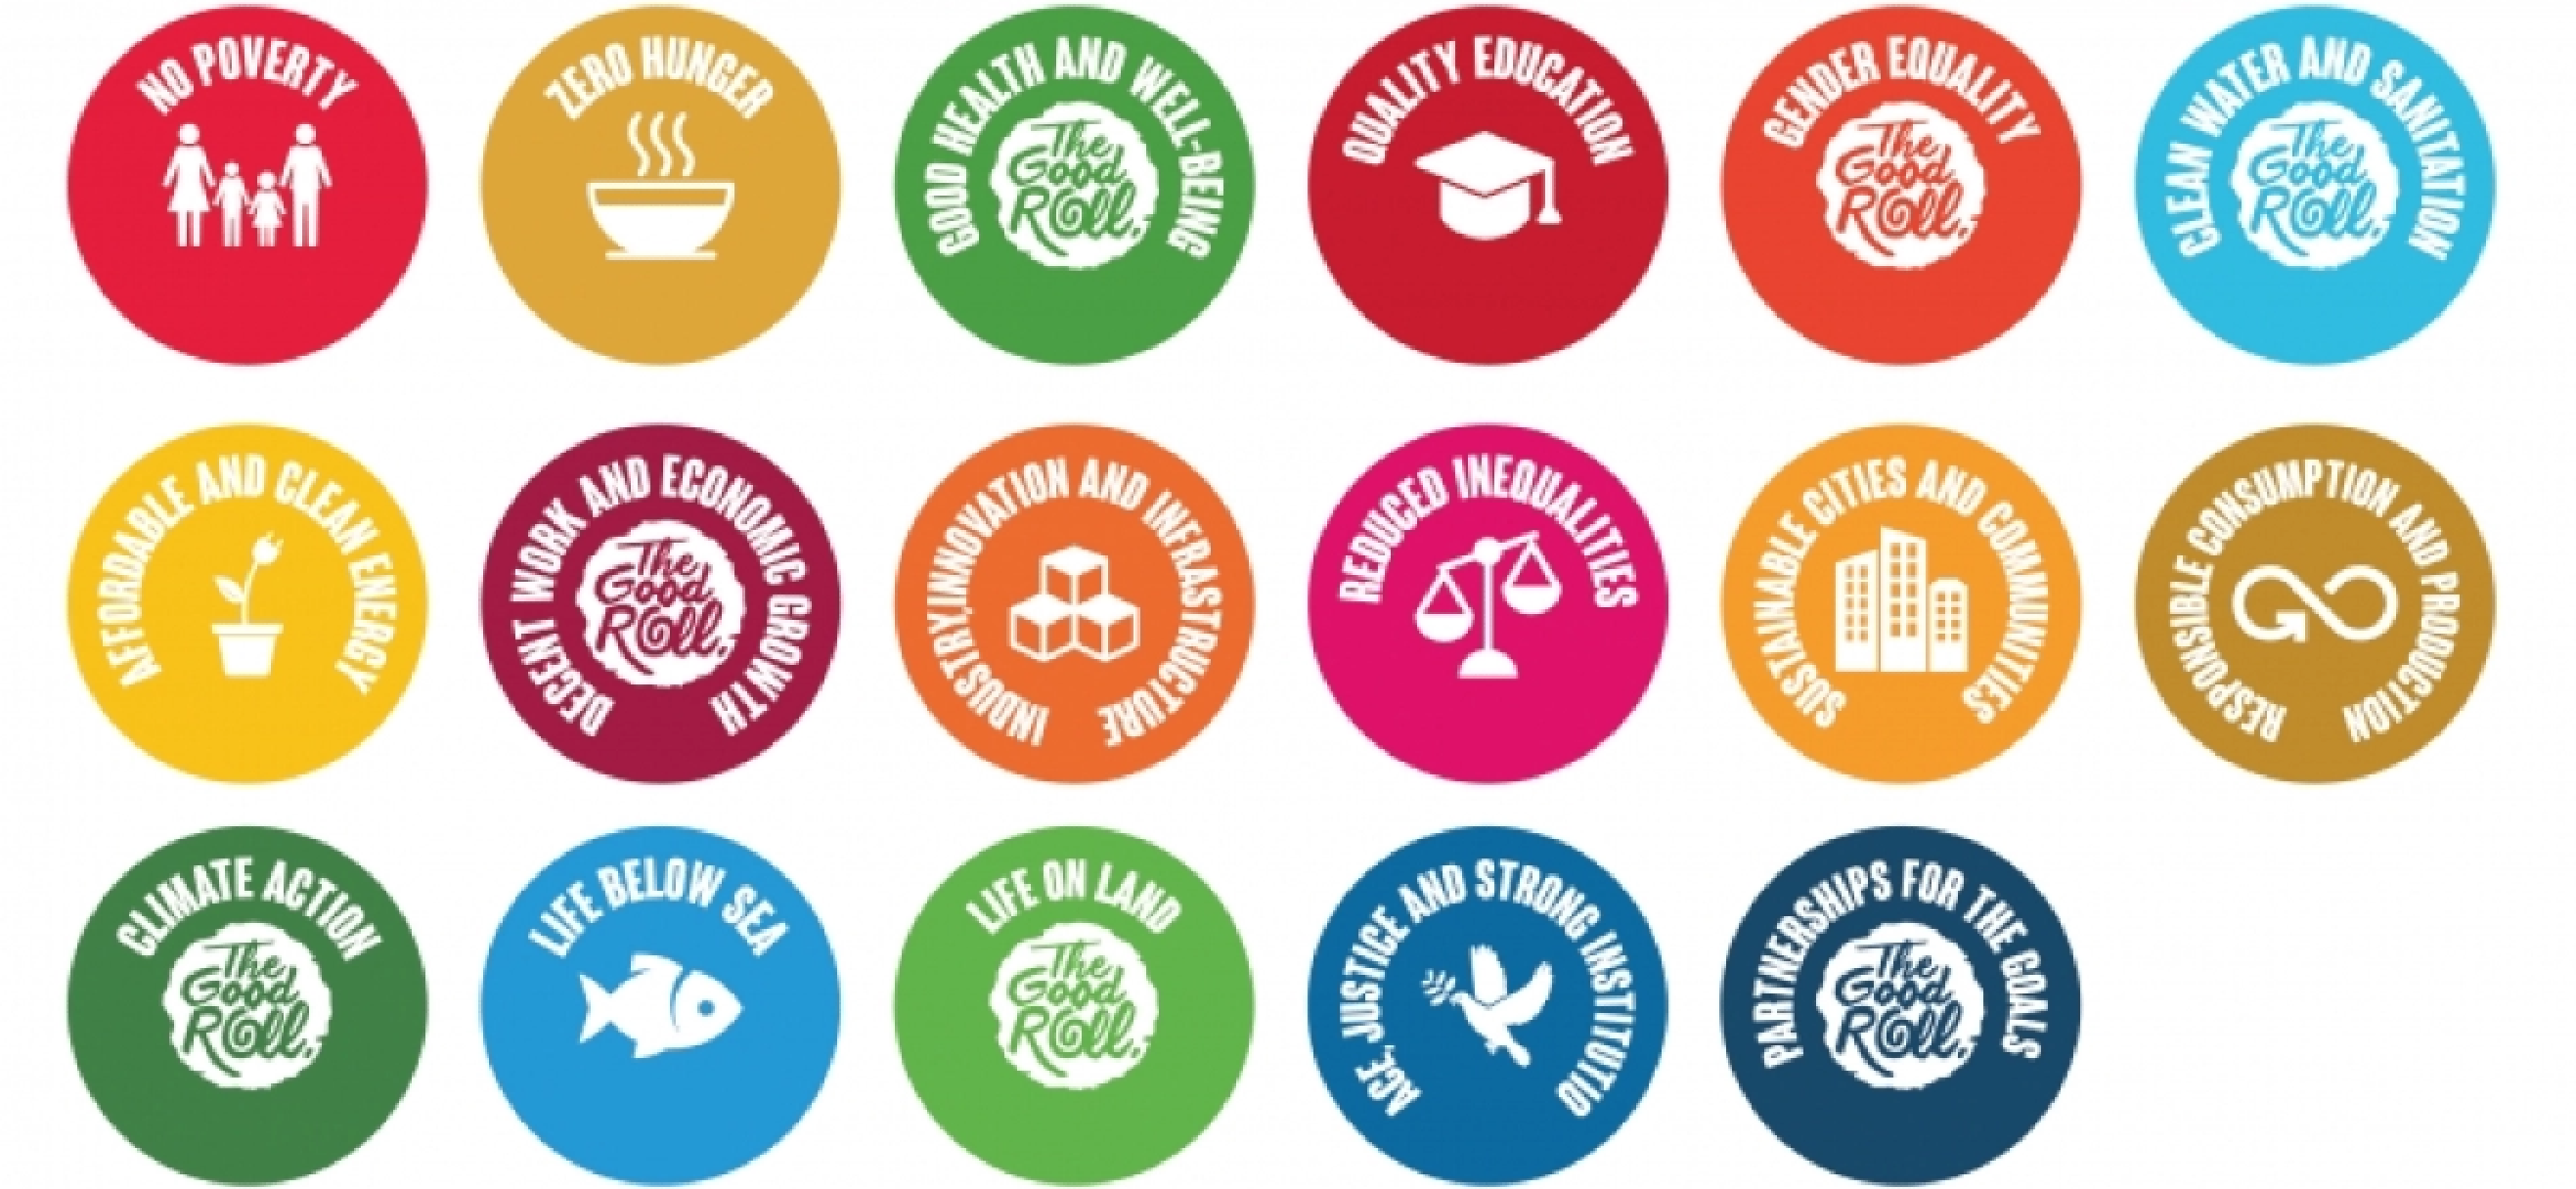 NO POVERTY
ZERO HUNGER
GOOD HEALTH AND WELL-BEING
The
Good
Roll.
QUALITY EDUCATION
GENDER EQUALITY
The
Good
Roll.
CLEAN WATER AND SANITATION
The
Good
Roll.
AFFORDABLE AND CLEAN ENERGY
DECENT WORK AND ECONOMIC GROWTH
The
Good
Roll.
INDUSTRY, INNOVATION AND INFRASTRUCTURE
REDUCED INEQUALITIES
SUSTAINABLE CITIES AND COMMUNITIES
RESPONSIBLE CONSUMPTION AND PRODUCTION
CLIMATE ACTION
The
Good
Roll.
LIFE BELOW SEA
LIFE ON LAND
The
Good
Roll.
ACE, JUSTICE AND STRONG INSTITUTIO
PARTNERSHIPS FOR THE GOALS
The
Good
Roll.